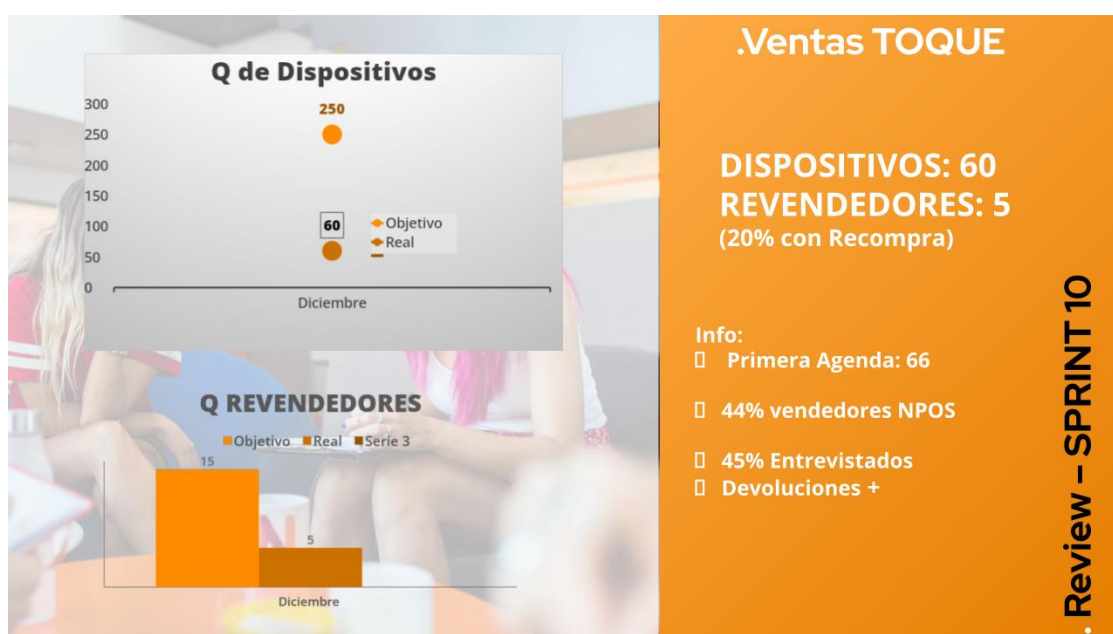 Q de Dispositivos
300
250
200
150
100
50
0
250
60
Objetivo
Real
Diciembre
Q REVENDEDORES
Objetivo Real Serie 3
15
5
Diciembre
.Ventas TOQUE
DISPOSITIVOS: 60
REVENDEDORES: 5
(20% con Recompra)
Info:
Primera Agenda: 66
44% vendedores NPOS
45% Entrevistados
Devoluciones +
. Review – SPRINT 10